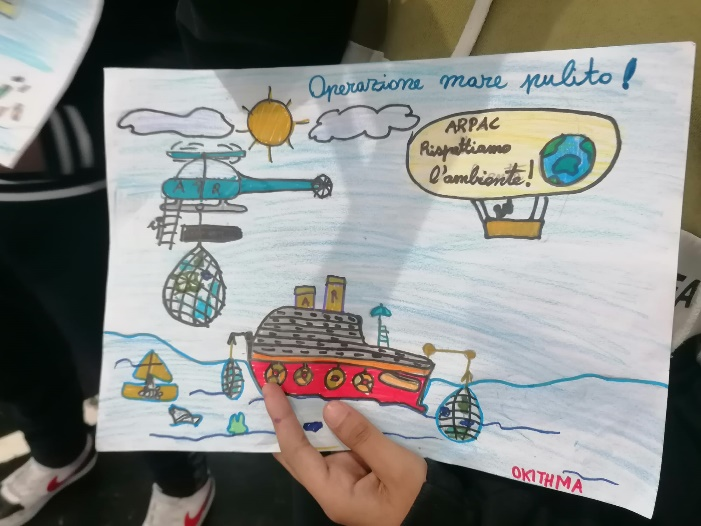 Operazione mare pulito!
ARPAC
Rispettiamo
l'ambiente!
A R
A R
OKITHMA